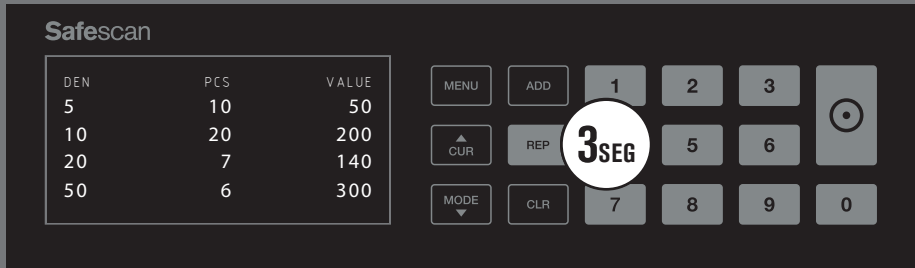 Safescan
DEN PCS VALUE
5 10 50
10 20 200
20 7 140
50 6 300
MENU ADD 1 2 3
CUR REP 3SEG 5 6
MODE CLR 7 8 9 0